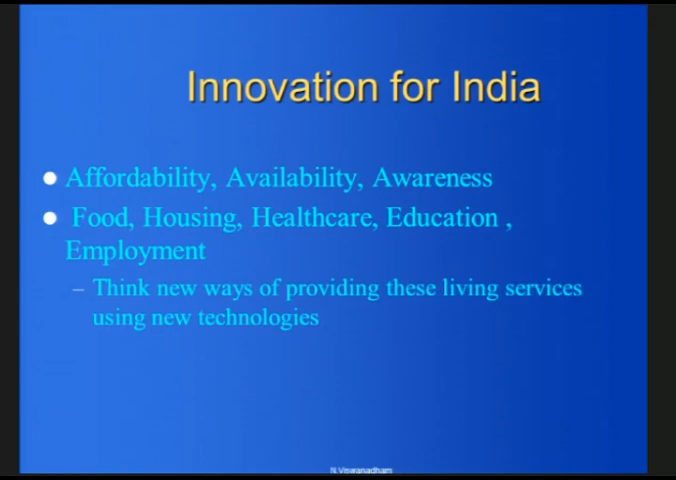 Innovation for India
● Affordability, Availability, Awareness
● Food, Housing, Healthcare, Education ,
Employment
– Think new ways of providing these living services
using new technologies
N.Viswanadham